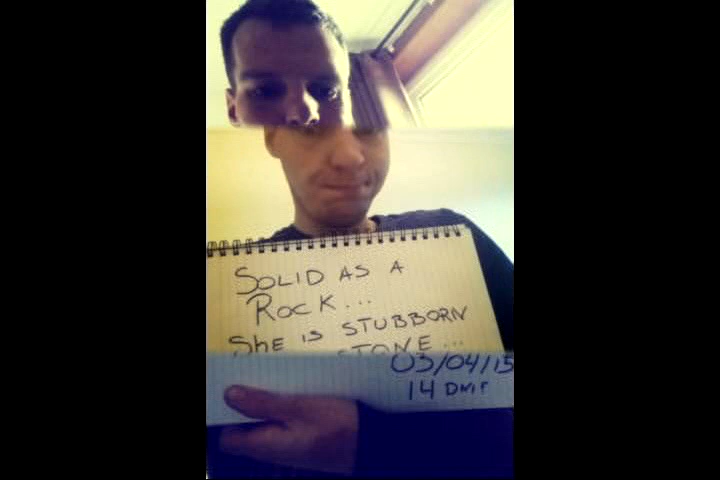 SOLID AS A
ROCK...
ShE IS STUBBORN
STONE...
03/04/15
14